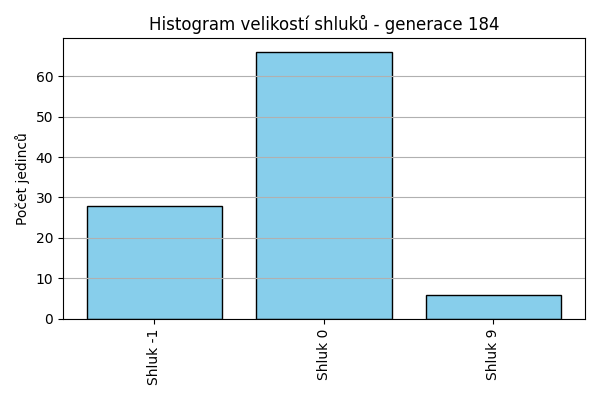 Histogram velikostí shluků - generace 184
Počet jedinců
60
50
40
30
20
10
0
Shluk -1
Shluk 0
Shluk 9